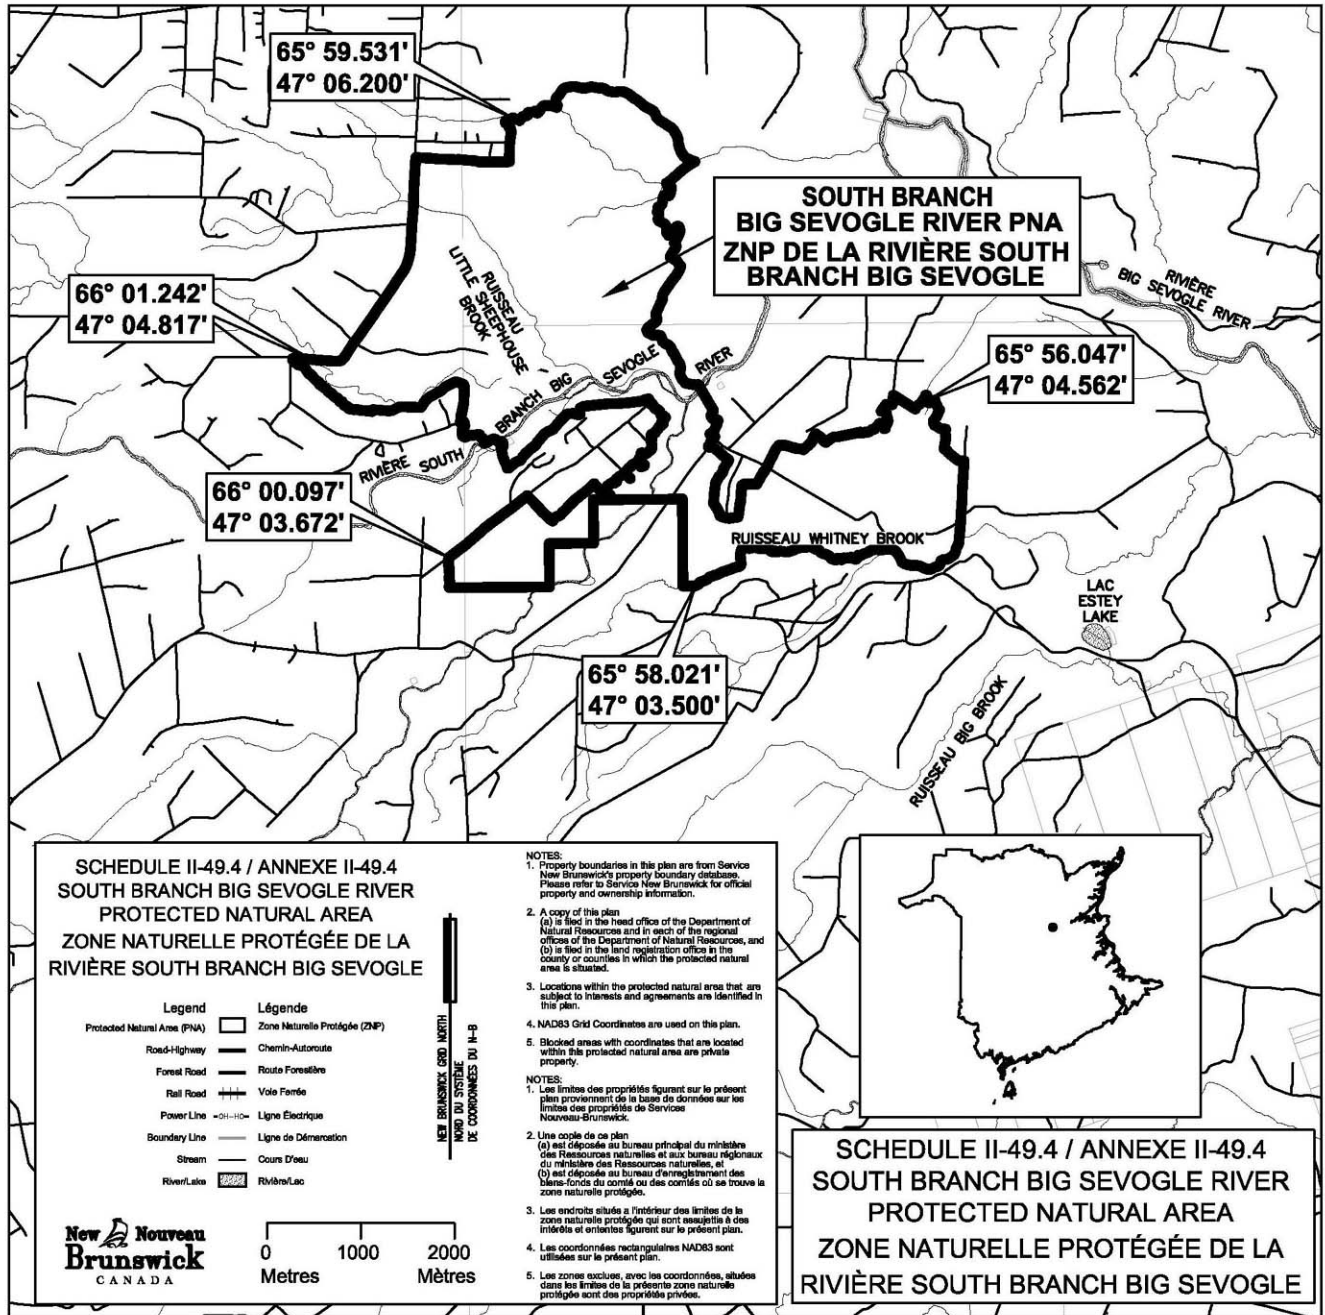 65° 59.531'
47° 06.200'
SOUTH BRANCH
BIG SEVOGLE RIVER PNA
ZNP DE LA RIVIÈRE SOUTH
BRANCH BIG SEVOGLE
RUISSEAU
LITTLE SHEEPHOUSE
BROOK
RIVIÈRE
BIG SEVOGLE RIVER
66° 01.242'
47° 04.817'
65° 56.047'
47° 04.562'
RIVIÈRE SOUTH BRANCH BIG SEVOGLE RIVER
66° 00.097'
47° 03.672'
RUISSEAU WHITNEY BROOK
LAC
ESTEY
LAKE
65° 58.021'
47° 03.500'
RUISSEAU BIG BROOK
SCHEDULE II-49.4 / ANNEXE II-49.4
SOUTH BRANCH BIG SEVOGLE RIVER
PROTECTED NATURAL AREA
ZONE NATURELLE PROTÉGÉE DE LA
RIVIÈRE SOUTH BRANCH BIG SEVOGLE
Legend Légende
Protected Natural Area (PNA) Zone Naturelle Protégée (ZNP)
Road-Highway Chemin-Autoroute
Forest Road Route Forestière
Rail Road Voie Ferrée
Power Line -OH-HO- Ligne Électrique
Boundary Line Ligne de Démarcation
Stream Cours D'eau
River/Lake Rivière/Lac
NEW BRUNSWICK GRID NORTH
NORD DU SYSTÈME
DE COORDONNÉES DU N-B
New Nouveau
Brunswick
CANADA
0 1000 2000
Metres Mètres
NOTES:
1. Property boundaries in this plan are from Service
New Brunswick's property boundary database.
Please refer to Service New Brunswick for official
property and ownership information.
2. A copy of this plan
(a) is filed in the head office of the Department of
Natural Resources and in each of the regional
offices of the Department of Natural Resources, and
(b) is filed in the land registration office in the
county or counties in which the protected natural
area is situated.
3. Locations within the protected natural area that are
subject to interests and agreements are identified in
this plan.
4. NAD83 Grid Coordinates are used on this plan.
5. Blocked areas with coordinates that are located
within this protected natural area are private
property.
NOTES:
1. Les limites des propriétés figurant sur le présent
plan proviennent de la base de données sur les
limites des propriétés de Services
Nouveau-Brunswick.
2. Une copie de ce plan
(a) est déposée au bureau principal du ministère
des Ressources naturelles et aux bureau régionaux
du ministère des Ressources naturelles, et
(b) est déposée au bureau d'enregistrement des
biens-fonds du comté ou des comtés où se trouve la
zone naturelle protégée.
3. Les endroits situés a l'intérieur des limites de la
zone naturelle protégée qui sont assujettis à des
intérêts et ententes figurent sur le présent plan.
4. Les coordonnées rectangulaires NAD83 sont
utilisées sur le présent plan.
5. Les zones exclues, avec les coordonnées, situées
dans les limites de la présente zone naturelle
protégée sont des propriétés privées.
SCHEDULE II-49.4 / ANNEXE II-49.4
SOUTH BRANCH BIG SEVOGLE RIVER
PROTECTED NATURAL AREA
ZONE NATURELLE PROTÉGÉE DE LA
RIVIÈRE SOUTH BRANCH BIG SEVOGLE